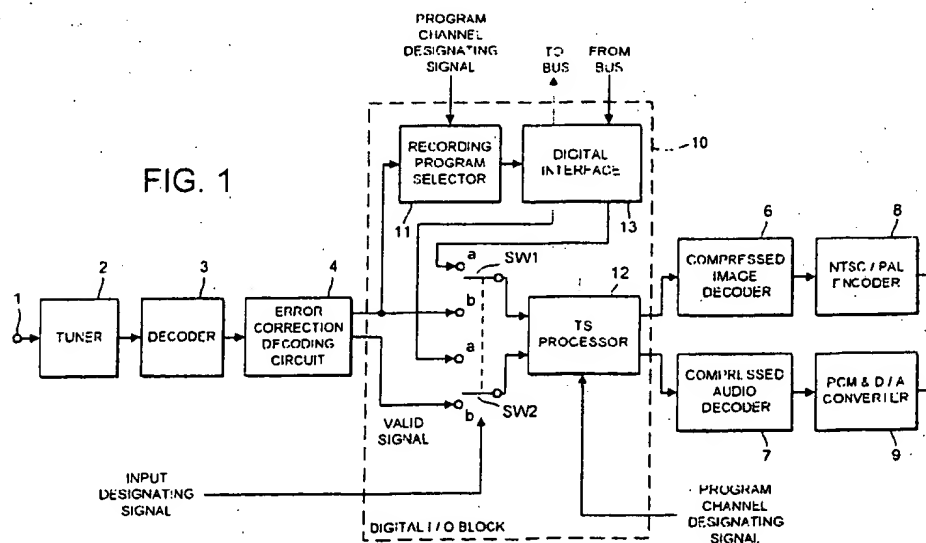 PROGRAM
CHANNEL
DESIGNATING
SIGNAL
TO
BUS
FROM
BUS
FIG. 1
RECORDING
PROGRAM
SELECTOR
11
DIGITAL
INTERFACE
13
10
1
2
TUNER
3
DECODER
4
ERROR
CORRECTION
DECODING
CIRCUIT
a
SW1
b
a
SW2
b
VALID
SIGNAL
12
TS
PROCESSOR
6
COMPRESSED
IMAGE
DECODER
8
NTSC / PAL
ENCODER
COMPRESSED
AUDIO
DECODER
7
PCM & D / A
CONVERTER
9
INPUT
DESIGNATING
SIGNAL
DIGITAL I / O BLOCK
PROGRAM
CHANNEL
DESIGNATING
SIGNAL